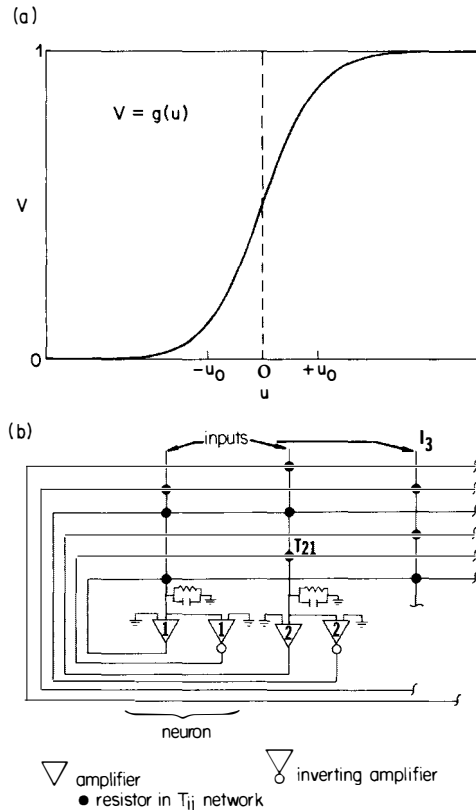 (a)
1
V = g(u)
V
0
-u₀ 0 +u₀
u
(b)
inputs I₃
T₂₁
1 1 2 2
neuron
amplifier inverting amplifier
resistor in Tᵢⱼ network